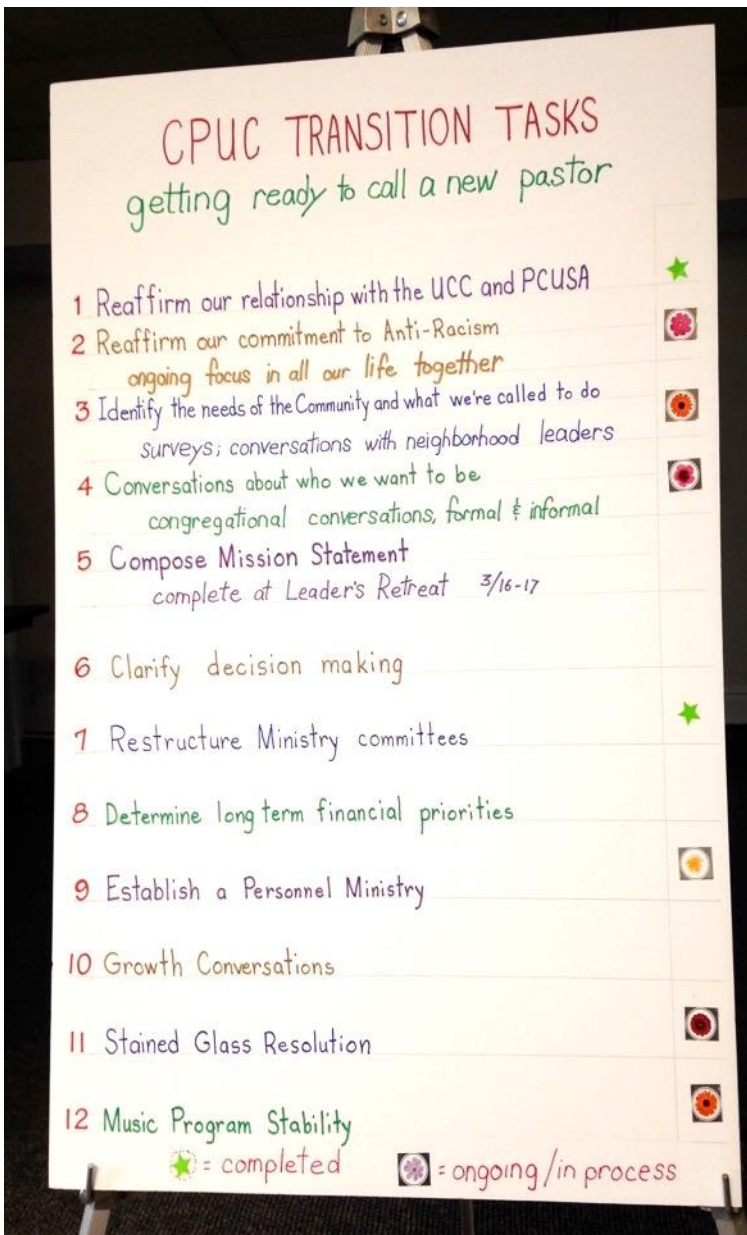 CPUC TRANSITION TASKS
getting ready to call a new pastor
1 Reaffirm our relationship with the UCC and PCUSA
2 Reaffirm our commitment to Anti-Racism
ongoing focus in all our life together
3 Identify the needs of the Community and what we're called to do
surveys; conversations with neighborhood leaders
4 Conversations about who we want to be
congregational conversations, formal & informal
5 Compose Mission Statement
complete at Leader's Retreat 3/16-17
6 Clarify decision making
7 Restructure Ministry committees
8 Determine long term financial priorities
9 Establish a Personnel Ministry
10 Growth Conversations
11 Stained Glass Resolution
12 Music Program Stability
= completed = ongoing/in process